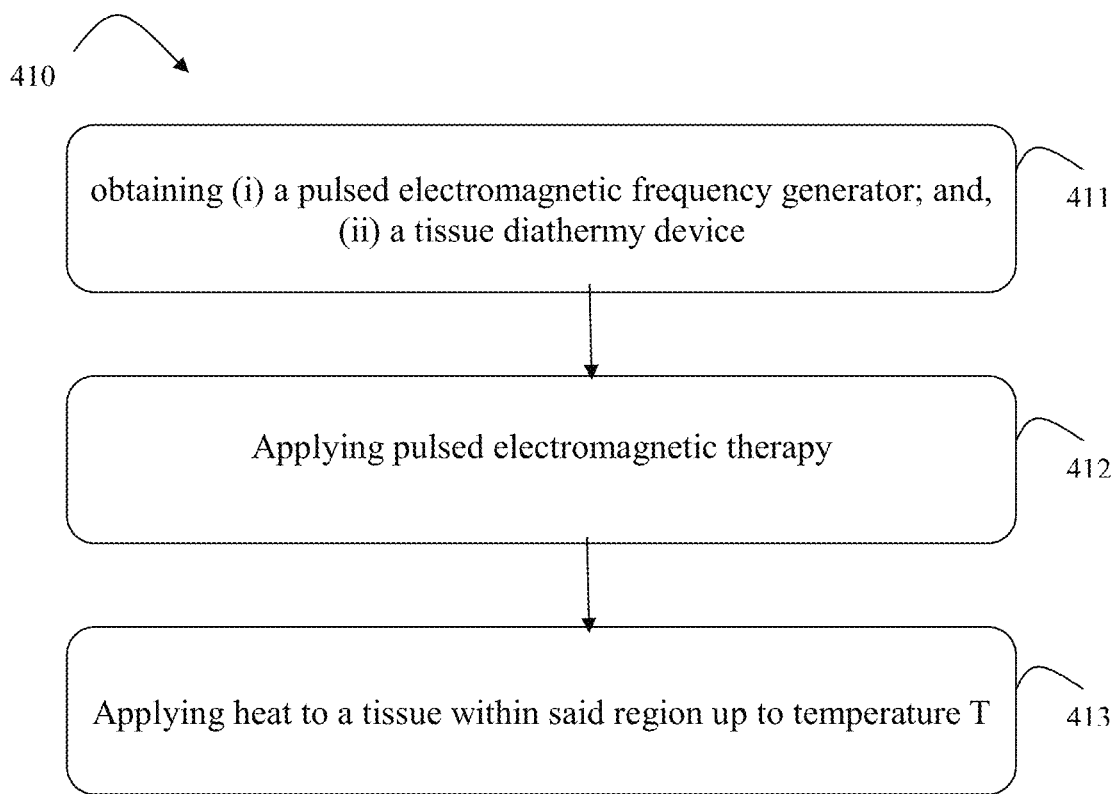 410
obtaining (i) a pulsed electromagnetic frequency generator; and,
(ii) a tissue diathermy device
411
Applying pulsed electromagnetic therapy
412
Applying heat to a tissue within said region up to temperature T
413